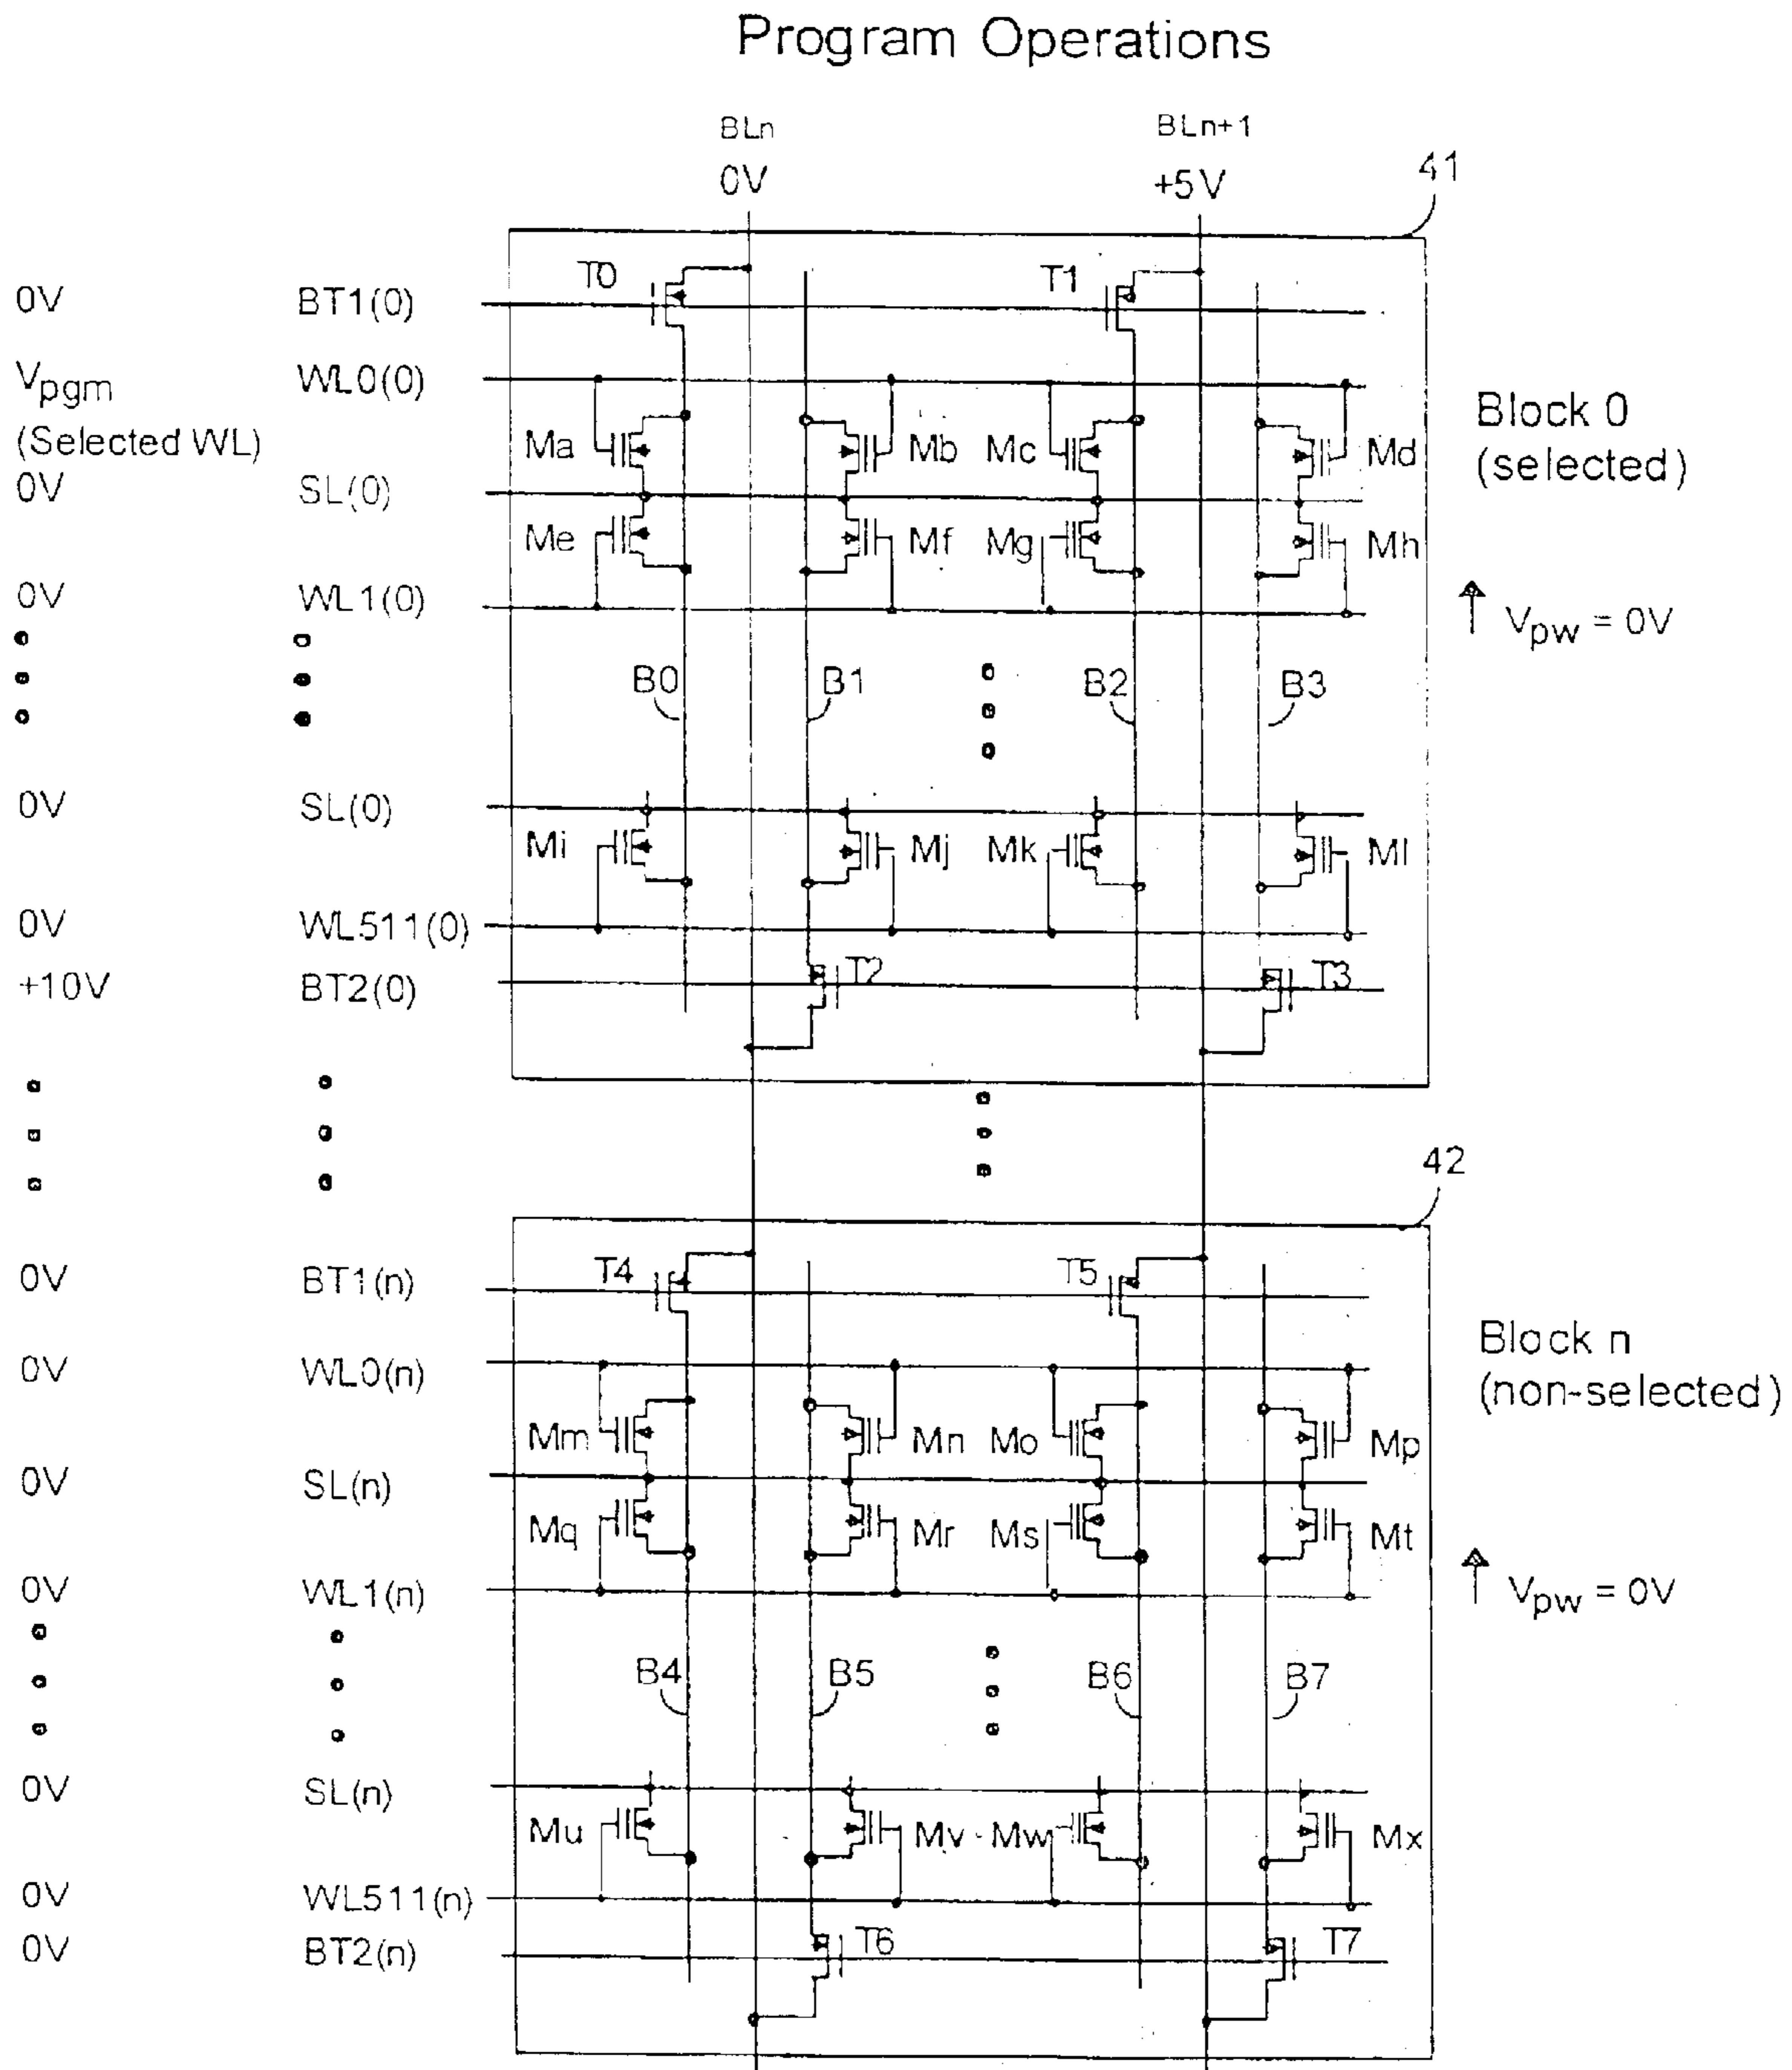 Program Operations
BLn
BLn+1
0V
+5V
41
T0
T1
0V BT1(0)
Vpgm WL0(0)
(Selected WL)
Block 0
(selected)
Ma
Mb
Mc
Md
0V SL(0)
Me
Mf
Mg
Mh
0V WL1(0)
Vpw = 0V
B0
B1
B2
B3
0V SL(0)
Mi
Mj
Mk
Ml
0V WL511(0)
+10V BT2(0)
T2
T3
42
T4
T5
0V BT1(n)
0V WL0(n)
Block n
(non-selected)
Mm
Mn
Mo
Mp
0V SL(n)
Mq
Mr
Ms
Mt
0V WL1(n)
Vpw = 0V
B4
B5
B6
B7
0V SL(n)
Mu
Mv
Mw
Mx
0V WL511(n)
0V BT2(n)
T6
T7